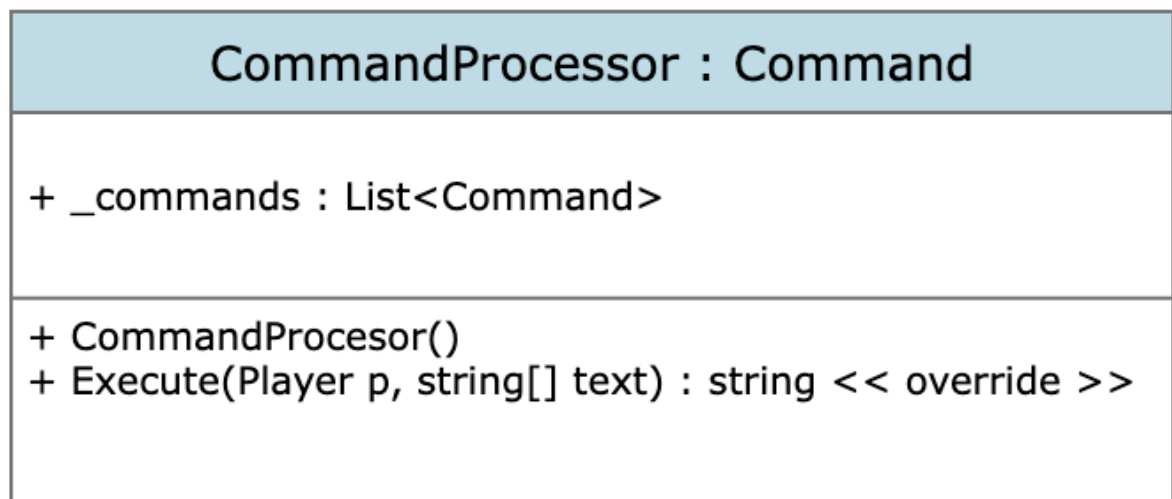 CommandProcessor : Command
+ _commands : List<Command>
+ CommandProcesor()
+ Execute(Player p, string[] text) : string << override >>